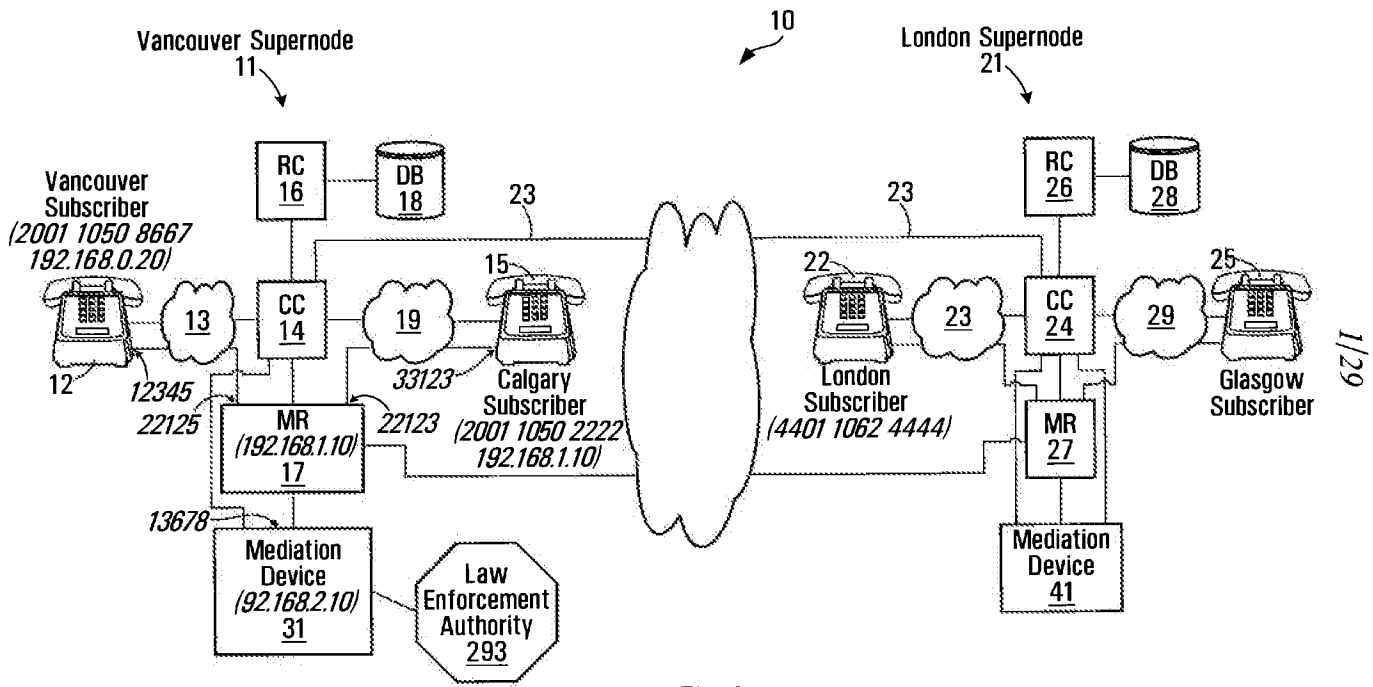 10
Vancouver Supernode
11
London Supernode
21
RC
16
DB
18
RC
26
DB
28
Vancouver
Subscriber
(2001 1050 8667
192.168.0.20)
23
23
15
22
25
13
CC
14
19
23
CC
24
29
12
12345
22125
33123
22123
Calgary
Subscriber
(2001 1050 2222
192.168.1.10)
London
Subscriber
(4401 1062 4444)
Glasgow
Subscriber
MR
(192.168.1.10)
17
MR
27
13678
Mediation
Device
(92.168.2.10)
31
Law
Enforcement
Authority
293
Mediation
Device
41
1/29